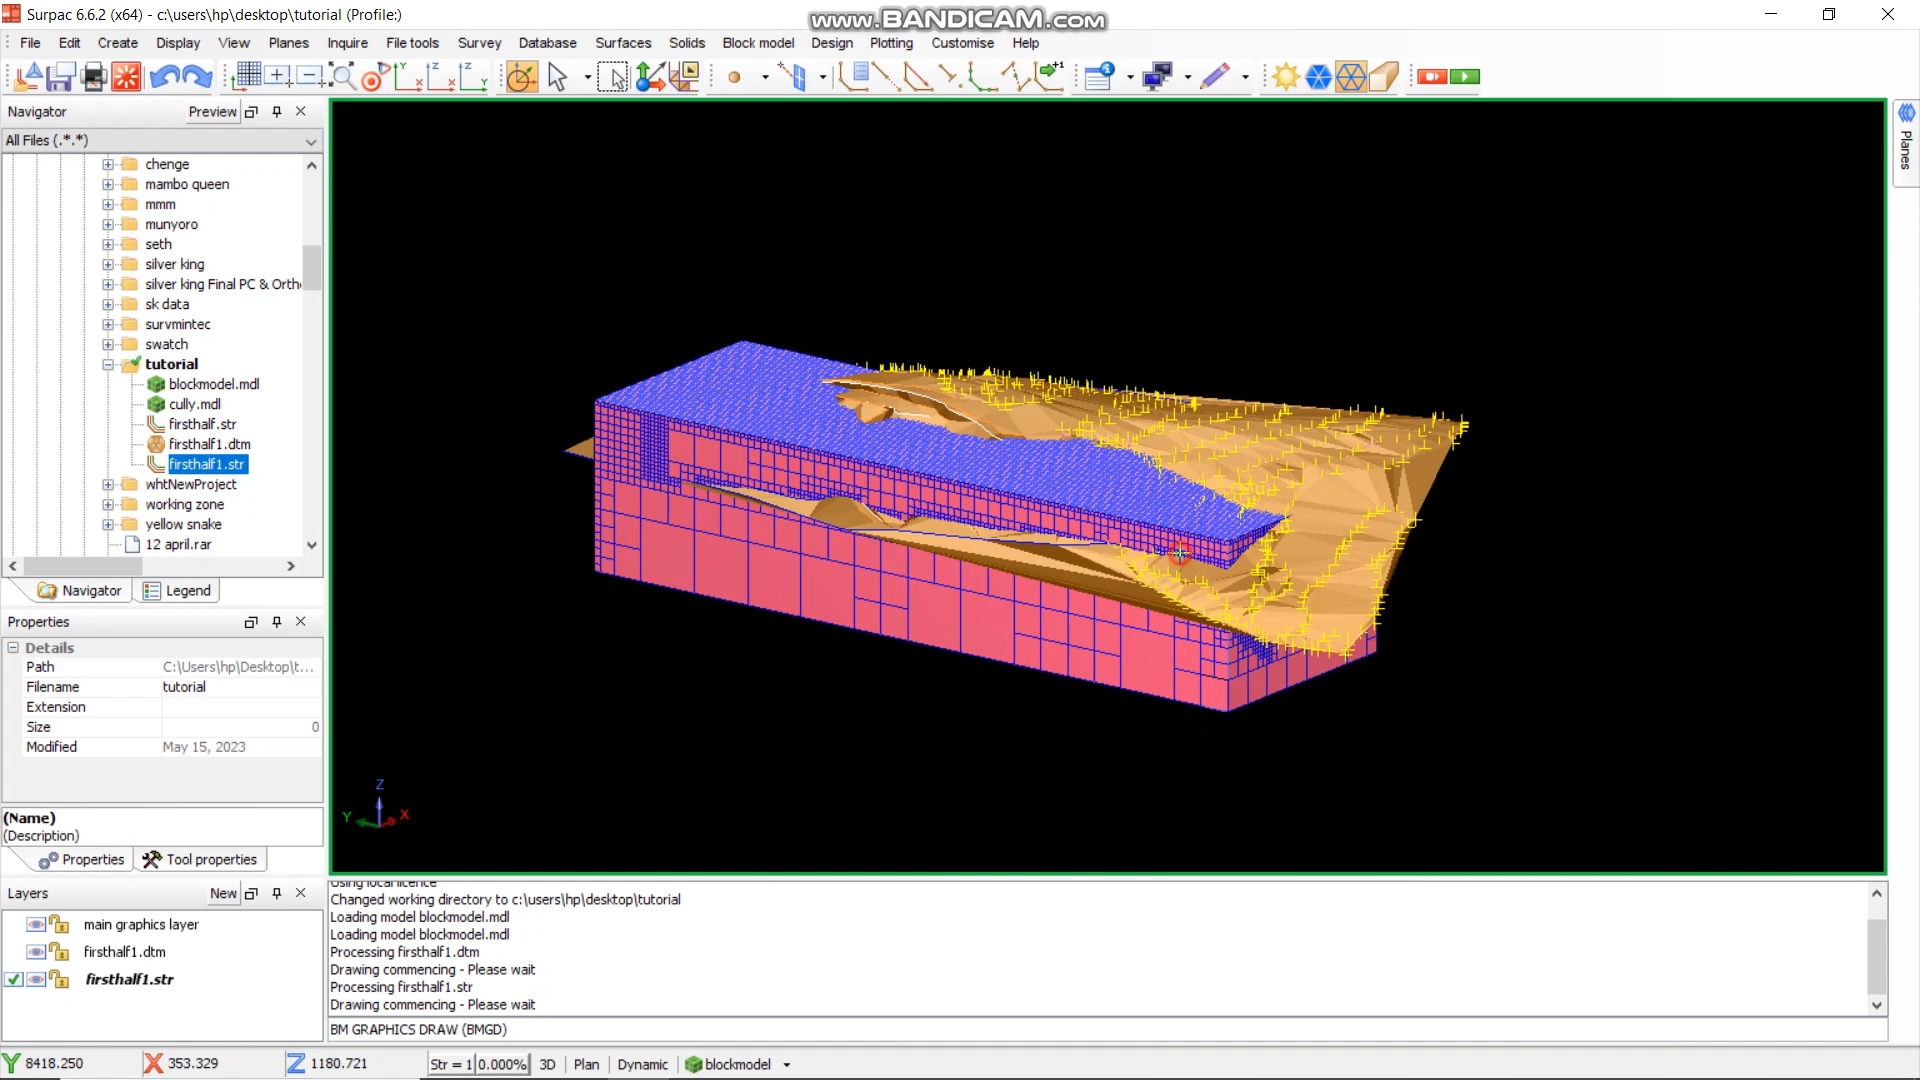 Surpac 6.6.2 (x64) - c:\users\hp\desktop\tutorial (Profile:)
www.BANDICAM.com
File Edit Create Display View Planes Inquire File tools Survey Database Surfaces Solids Block model Design Plotting Customise Help
Navigator Preview
All Files (.*.*)
chenge
mambo queen
mmm
munyoro
seth
silver king
silver king Final PC & Orth
sk data
survmintec
swatch
tutorial
blockmodel.mdl
cully.mdl
firsthalf.str
firsthalf1.dtm
firsthalf1.str
whtNewProject
working zone
yellow snake
12 april.rar
Navigator Legend
Properties
Details
Path C:\Users\hp\Desktop\t...
Filename tutorial
Extension
Size 0
Modified May 15, 2023
(Name)
(Description)
Properties Tool properties
Layers New
main graphics layer
firsthalf1.dtm
firsthalf1.str
Planes
Z
Y X
Using local licence
Changed working directory to c:\users\hp\desktop\tutorial
Loading model blockmodel.mdl
Loading model blockmodel.mdl
Processing firsthalf1.dtm
Drawing commencing - Please wait
Processing firsthalf1.str
Drawing commencing - Please wait
BM GRAPHICS DRAW (BMGD)
Y 8418.250 X 353.329 Z 1180.721 Str = 1 0.000% 3D Plan Dynamic blockmodel